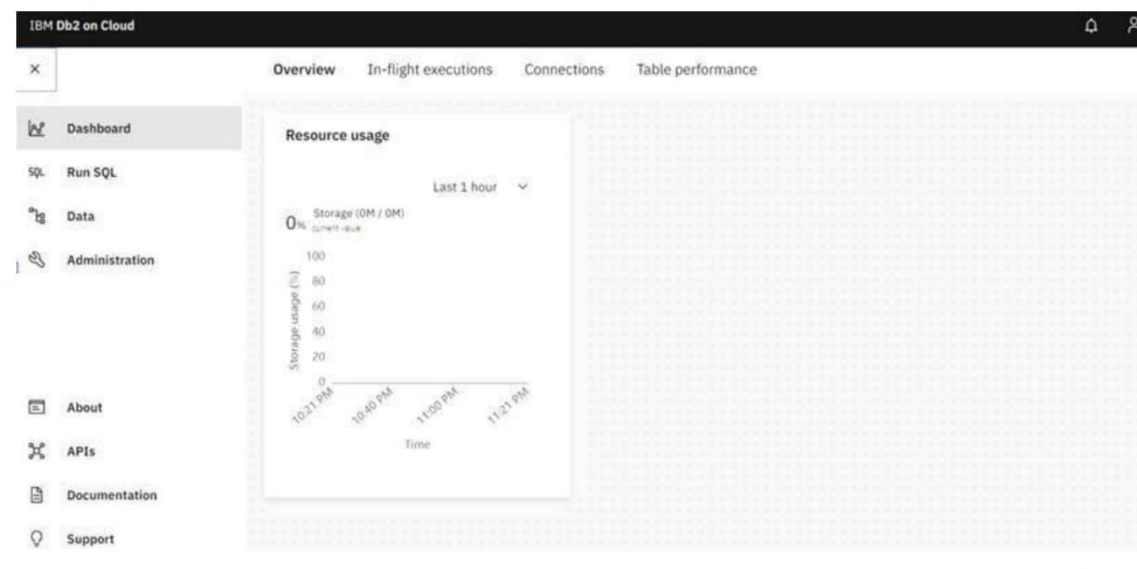 IBM Db2 on Cloud
Overview In-flight executions Connections Table performance
Dashboard
SQL Run SQL
Data
Administration
About
APIs
Documentation
Support
Resource usage
Last 1 hour
0% Storage (0M / 0M)
current value
100
80
60
40
20
0
Storage usage (%)
10:21 PM 10:40 PM 11:00 PM 11:21 PM
Time